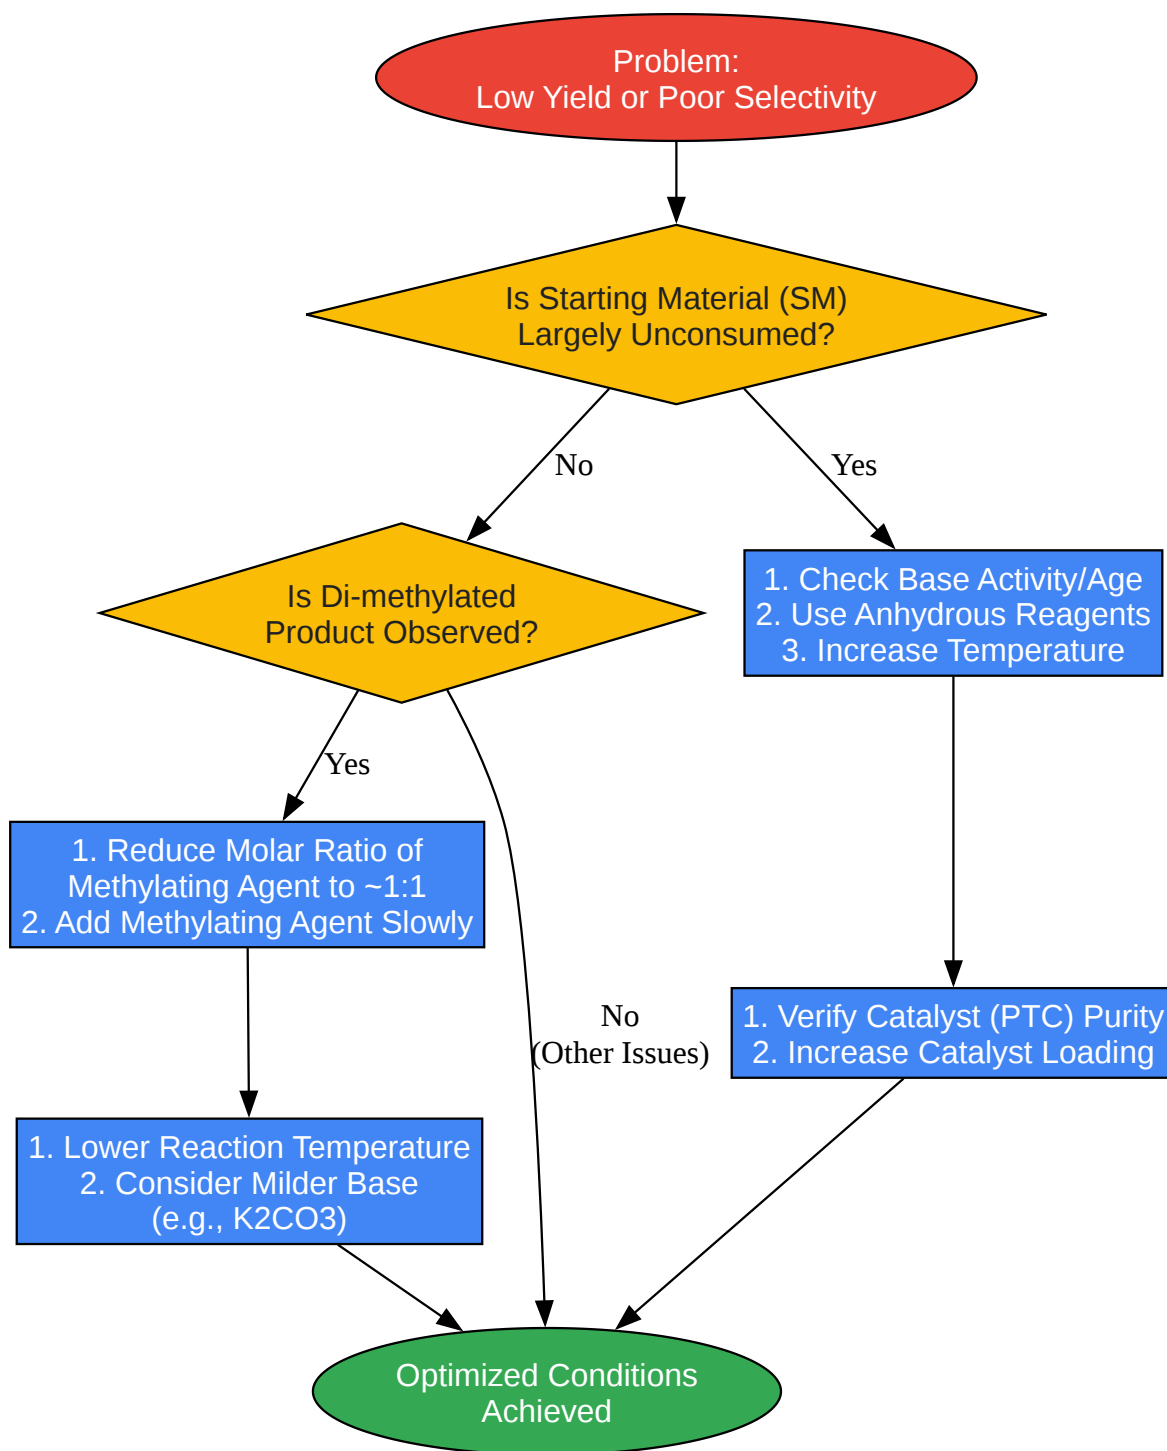 Problem:
Low Yield or Poor Selectivity
Is Starting Material (SM)
Largely Unconsumed?
No
Yes
Is Di-methylated
Product Observed?
1. Check Base Activity/Age
2. Use Anhydrous Reagents
3. Increase Temperature
Yes
1. Reduce Molar Ratio of
Methylating Agent to ~1:1
2. Add Methylating Agent Slowly
No
(Other Issues)
1. Verify Catalyst (PTC) Purity
2. Increase Catalyst Loading
1. Lower Reaction Temperature
2. Consider Milder Base
(e.g., K2CO3)
Optimized Conditions
Achieved